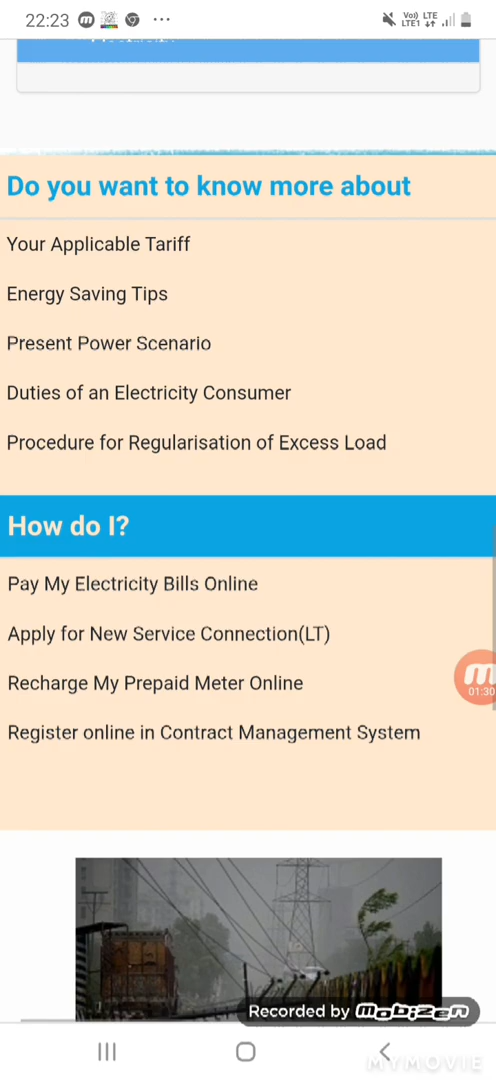 22:23
Vo) LTE
LTE1
Do you want to know more about
Your Applicable Tariff
Energy Saving Tips
Present Power Scenario
Duties of an Electricity Consumer
Procedure for Regularisation of Excess Load
How do I?
Pay My Electricity Bills Online
Apply for New Service Connection(LT)
Recharge My Prepaid Meter Online
01:30
Register online in Contract Management System
Recorded by mobizen
MYMOVIE